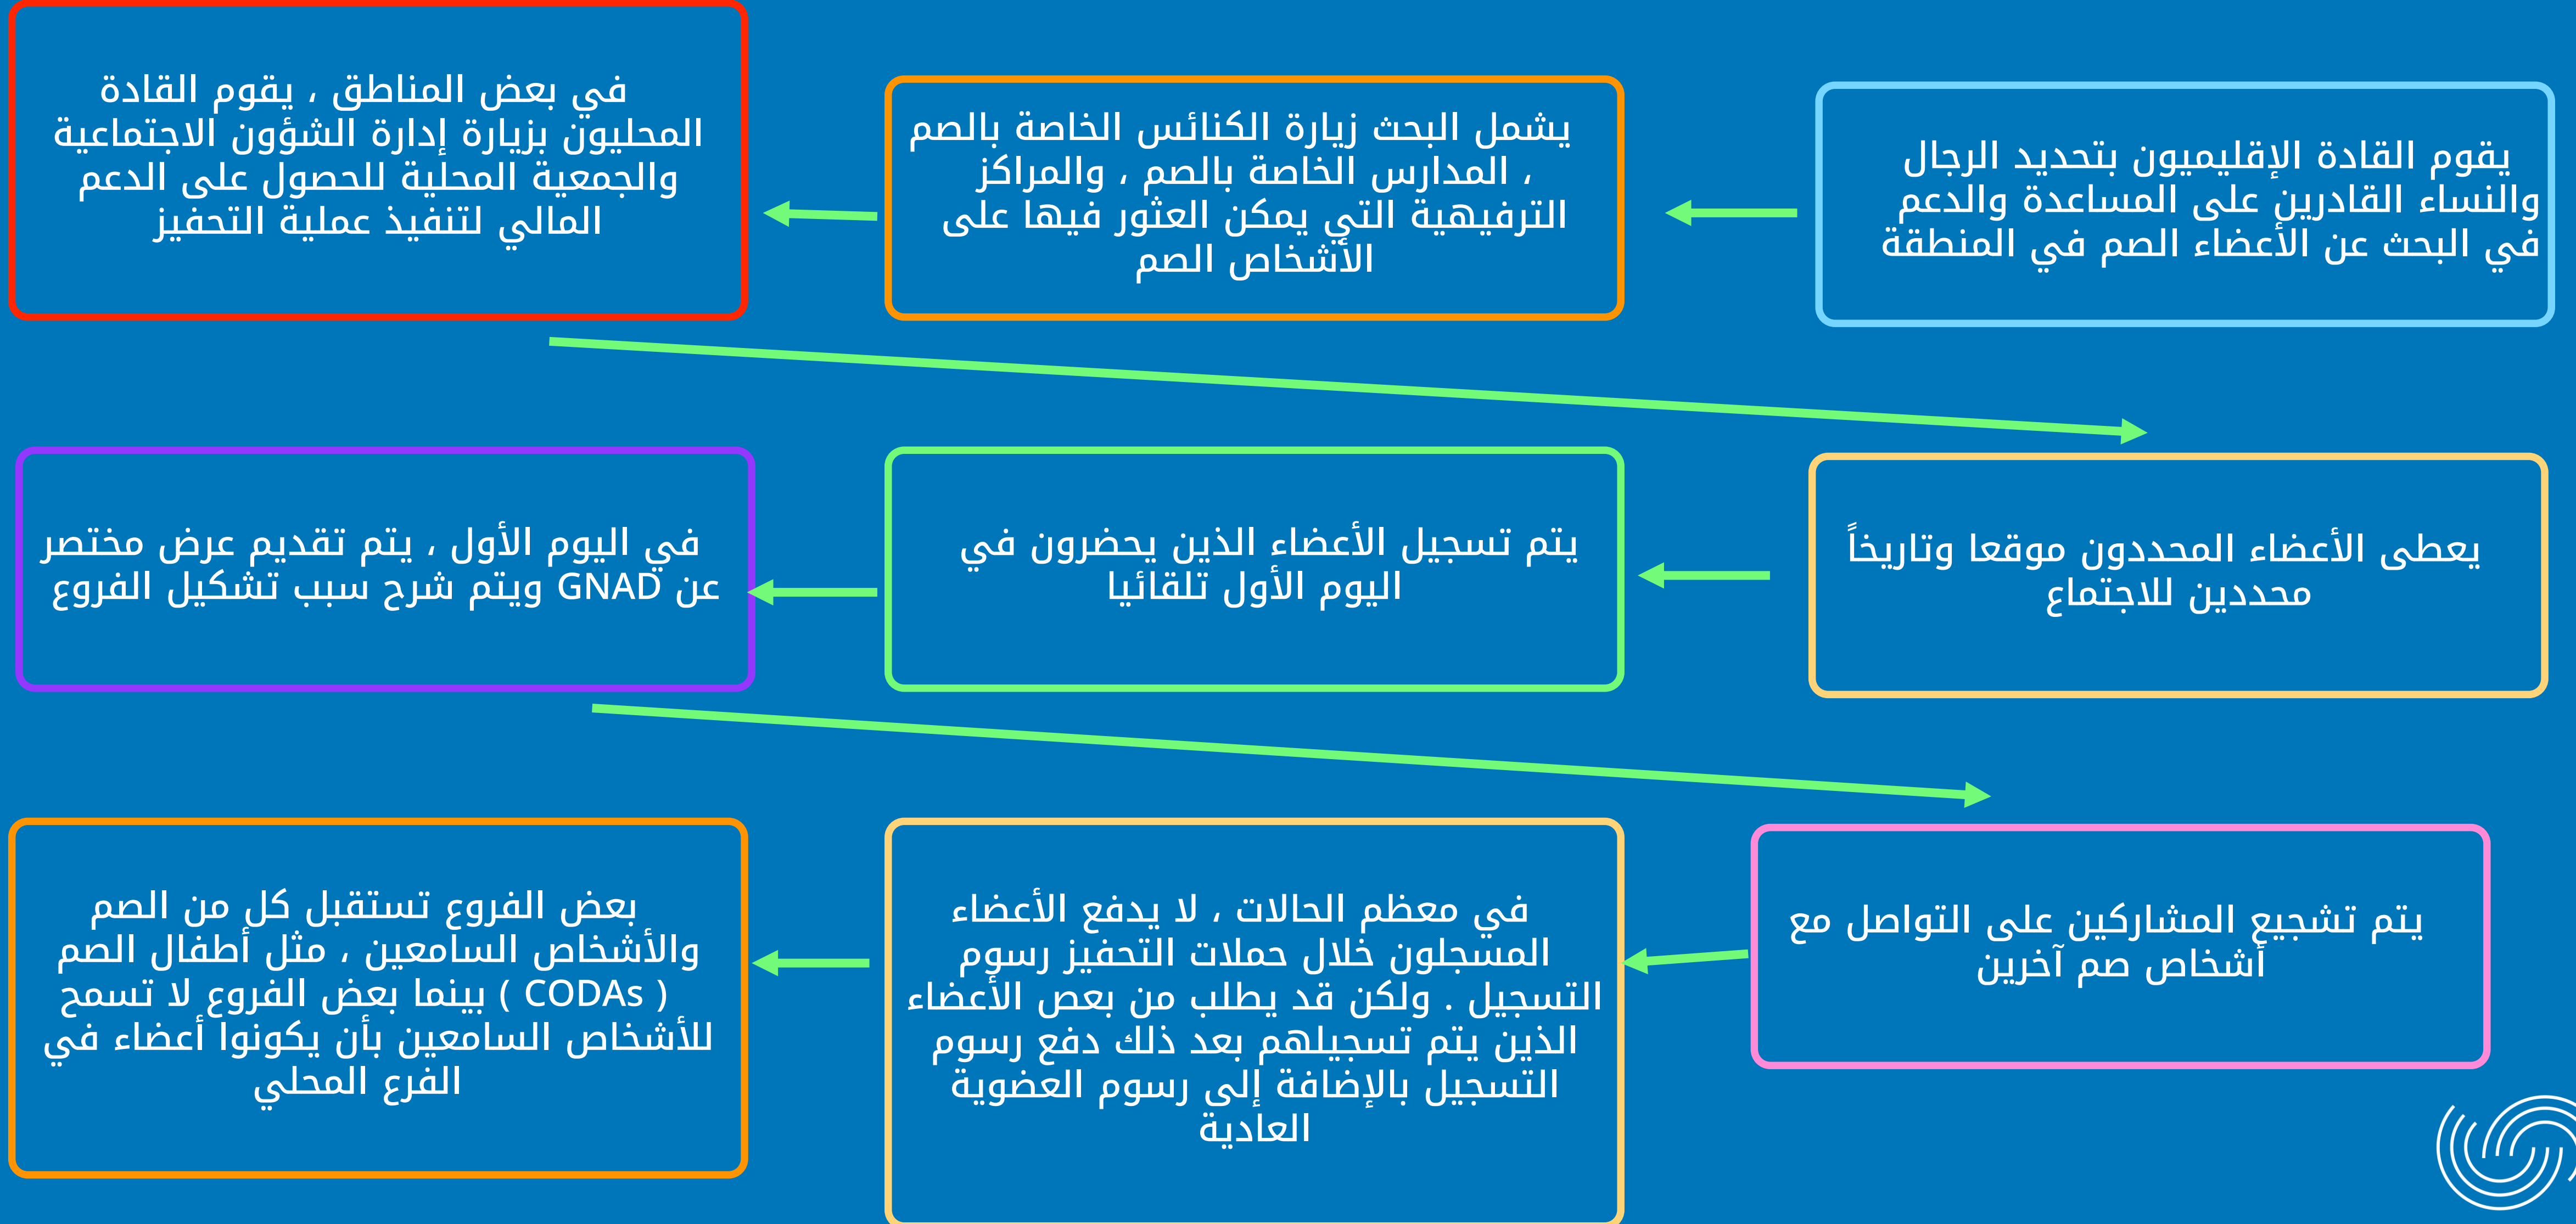 يقوم القادة الإقليميون بتحديد الرجال
والنساء القادرين على المساعدة والدعم
في البحث عن الأعضاء الصم في المنطقة
يشمل البحث زيارة الكنائس الخاصة بالصم
، المدارس الخاصة بالصم ، والمراكز
الترفيهية التي يمكن العثور فيها على
الأشخاص الصم
في بعض المناطق ، يقوم القادة
المحليون بزيارة إدارة الشؤون الاجتماعية
والجمعية المحلية للحصول على الدعم
المالي لتنفيذ عملية التحفيز
يعطى الأعضاء المحددون موقعا وتاريخاً
محددين للاجتماع
يتم تسجيل الأعضاء الذين يحضرون في
اليوم الأول تلقائيا
في اليوم الأول ، يتم تقديم عرض مختصر
عن GNAD ويتم شرح سبب تشكيل الفروع
يتم تشجيع المشاركين على التواصل مع
أشخاص صم آخرين
في معظم الحالات ، لا يدفع الأعضاء
المسجلون خلال حملات التحفيز رسوم
التسجيل . ولكن قد يطلب من بعص الأعضاء
الذين يتم تسجيلهم بعد ذلك دفع رسوم
التسجيل بالإضافة إلى رسوم العضوية
العادية
بعض الفروع تستقبل كل من الصم
والأشخاص السامعين ، مثل أطفال الصم
( CODAs ) بينما بعض الفروع لا تسمح
للأشخاص السامعين بأن يكونوا أعضاء في
الفرع المحلي